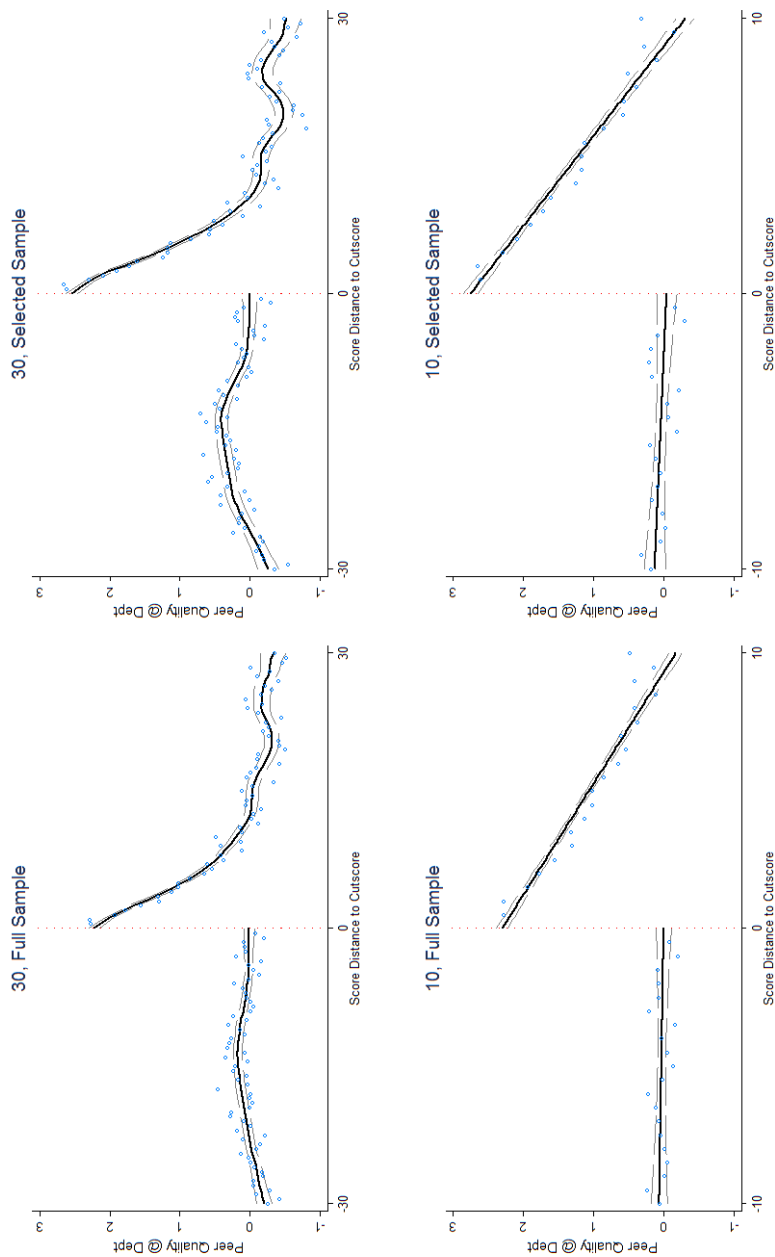 30, Full Sample
Peer Quality @ Dept
3
2
1
0
-1
-30
0
30
Score Distance to Cutscore
30, Selected Sample
Peer Quality @ Dept
3
2
1
0
-1
-30
0
30
Score Distance to Cutscore
10, Full Sample
Peer Quality @ Dept
3
2
1
0
-1
-10
0
10
Score Distance to Cutscore
10, Selected Sample
Peer Quality @ Dept
3
2
1
0
-1
-10
0
10
Score Distance to Cutscore